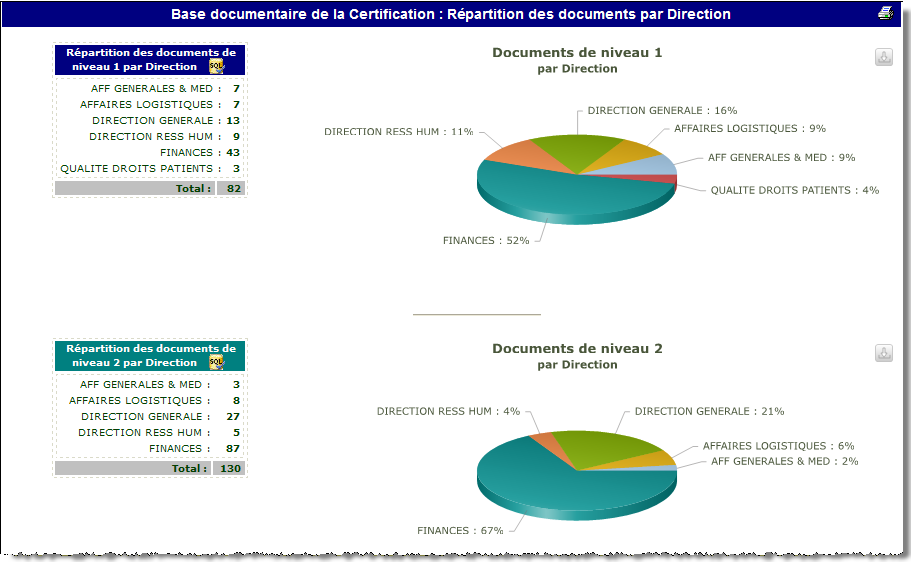 Base documentaire de la Certification : Répartition des documents par Direction
Répartition des documents de
niveau 1 par Direction SQL
AFF GENERALES & MED : 7
AFFAIRES LOGISTIQUES : 7
DIRECTION GENERALE : 13
DIRECTION RESS HUM : 9
FINANCES : 43
QUALITE DROITS PATIENTS : 3
Total : 82
Documents de niveau 1
par Direction
DIRECTION GENERALE : 16%
AFFAIRES LOGISTIQUES : 9%
DIRECTION RESS HUM : 11%
AFF GENERALES & MED : 9%
QUALITE DROITS PATIENTS : 4%
FINANCES : 52%
Répartition des documents de
niveau 2 par Direction SQL
AFF GENERALES & MED : 3
AFFAIRES LOGISTIQUES : 8
DIRECTION GENERALE : 27
DIRECTION RESS HUM : 5
FINANCES : 87
Total : 130
Documents de niveau 2
par Direction
DIRECTION RESS HUM : 4%
DIRECTION GENERALE : 21%
AFFAIRES LOGISTIQUES : 6%
AFF GENERALES & MED : 2%
FINANCES : 67%